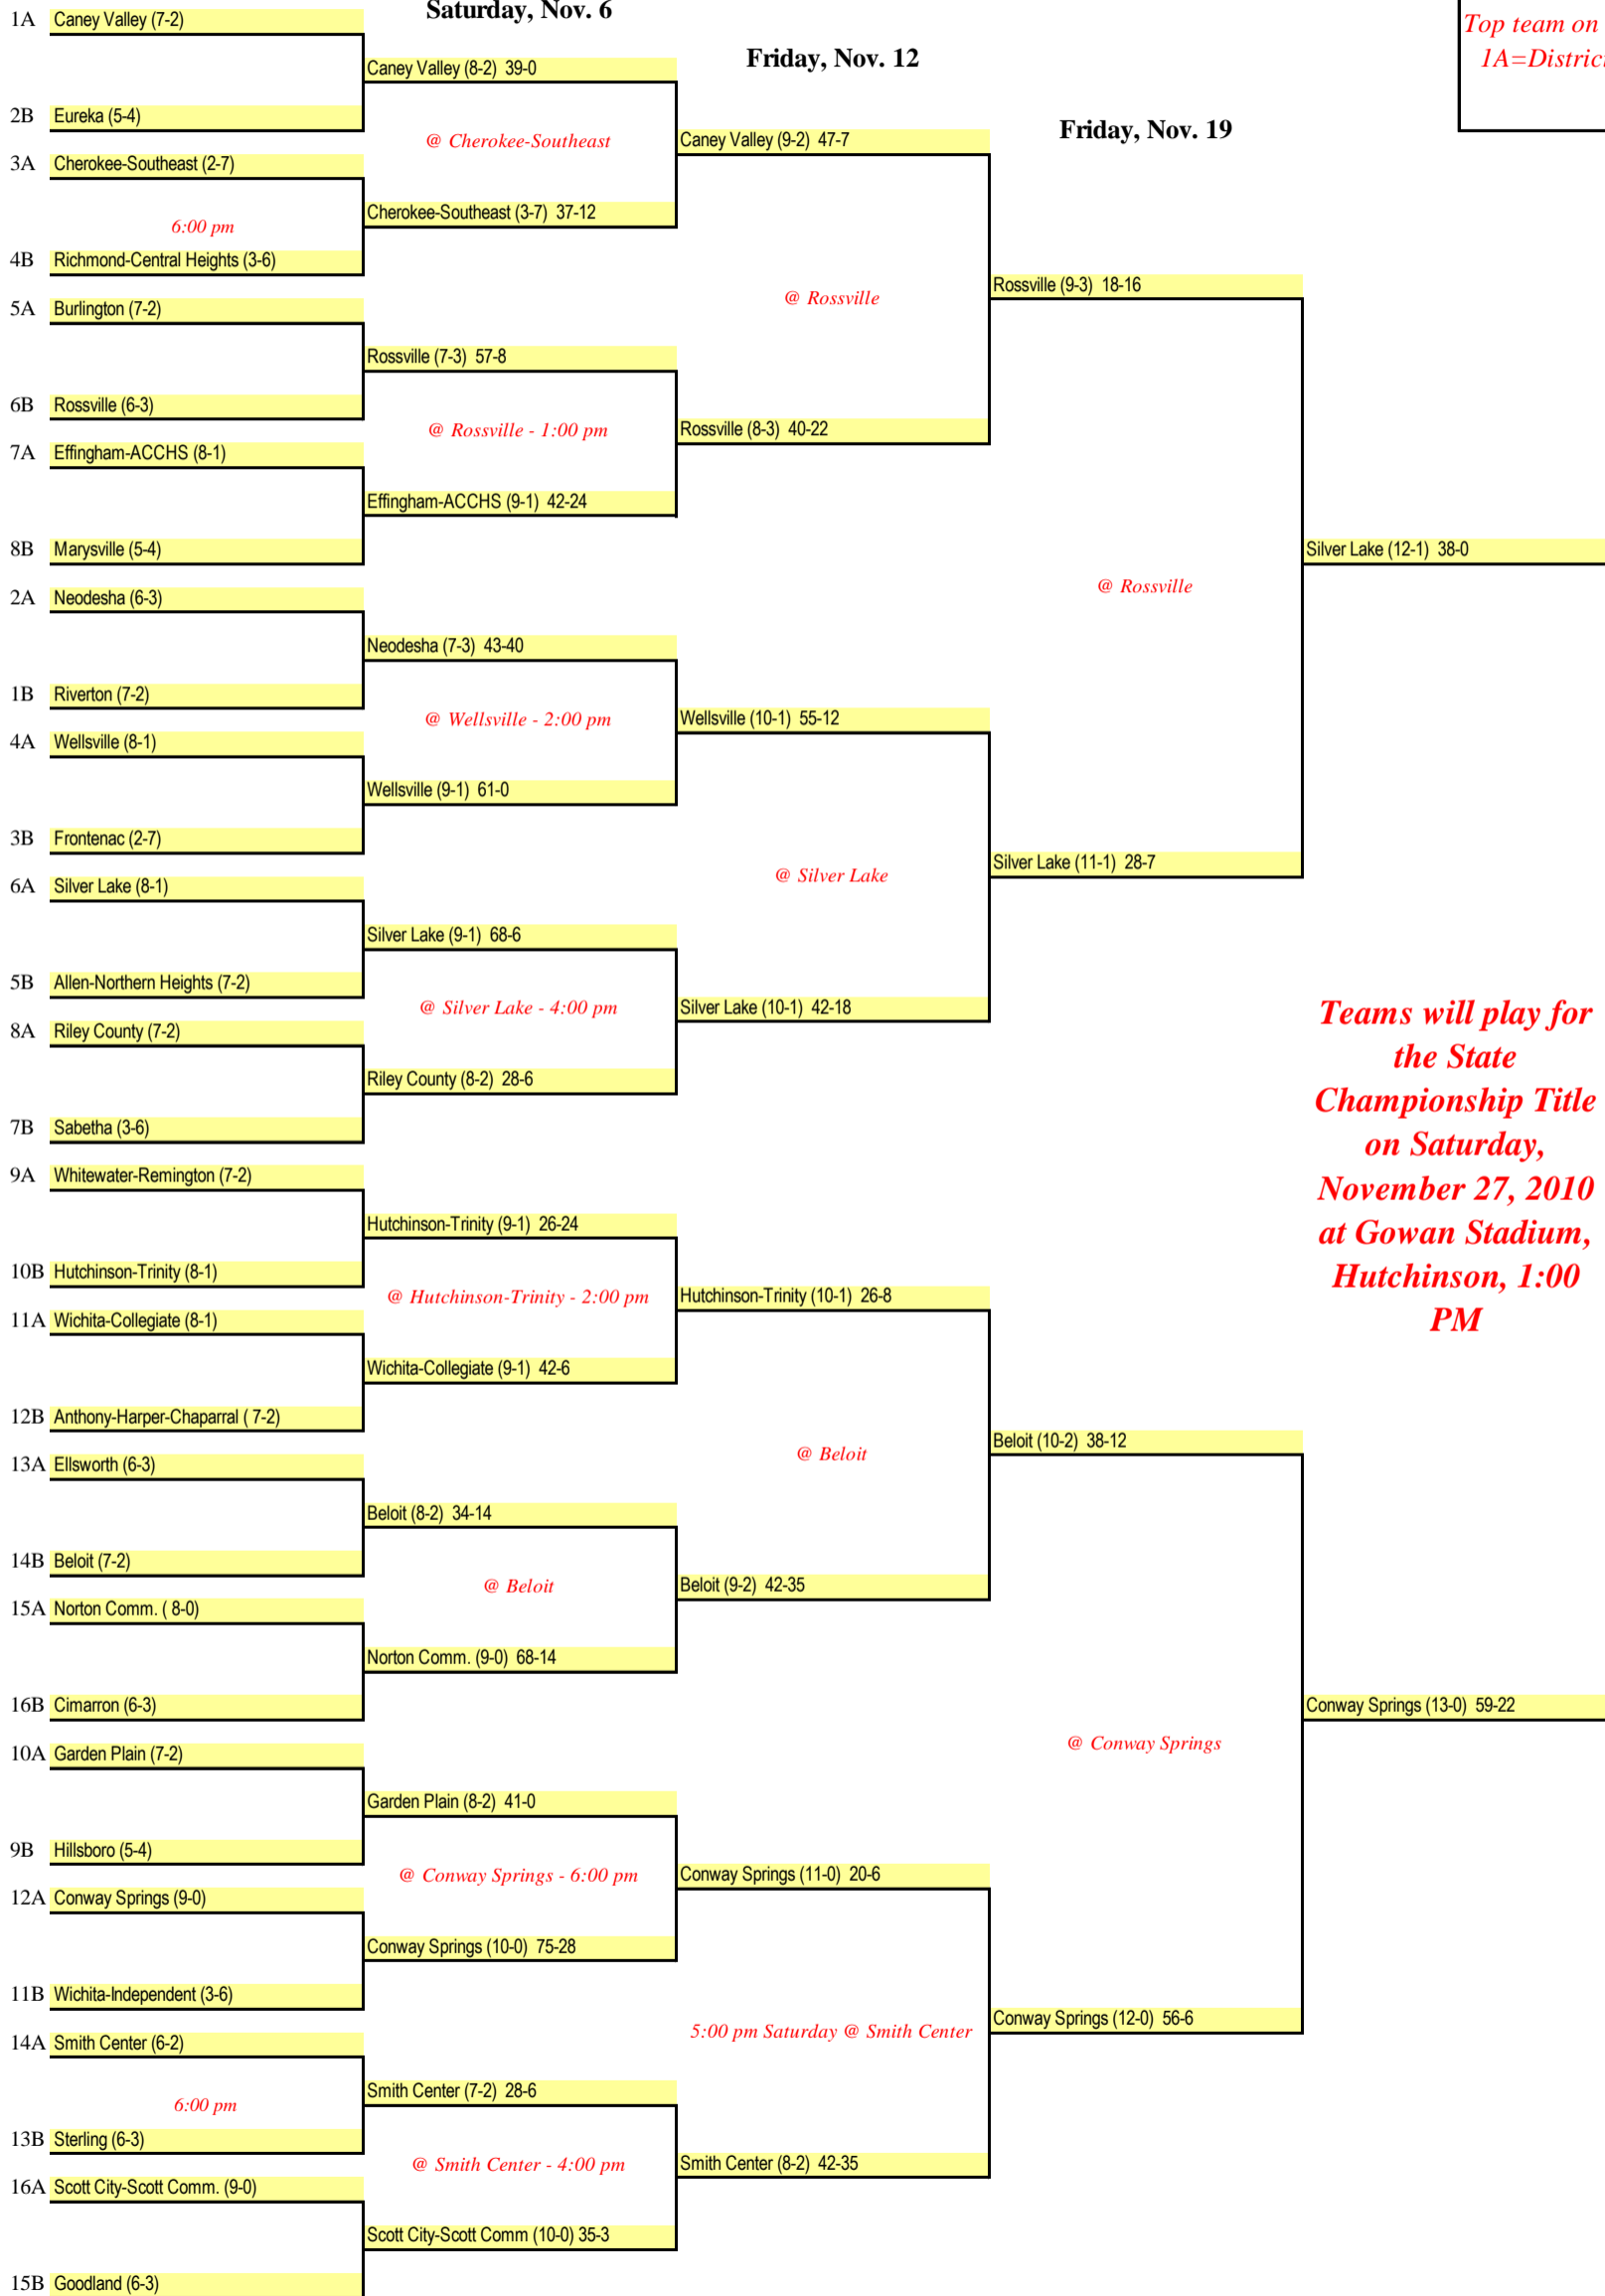 Saturday, Nov. 6
Friday, Nov. 12
Friday, Nov. 19
Top team on
1A=District
1A Caney Valley (7-2)
2B Eureka (5-4)
3A Cherokee-Southeast (2-7)
6:00 pm
4B Richmond-Central Heights (3-6)
5A Burlington (7-2)
6B Rossville (6-3)
7A Effingham-ACCHS (8-1)
8B Marysville (5-4)
2A Neodesha (6-3)
1B Riverton (7-2)
4A Wellsville (8-1)
3B Frontenac (2-7)
6A Silver Lake (8-1)
5B Allen-Northern Heights (7-2)
8A Riley County (7-2)
7B Sabetha (3-6)
9A Whitewater-Remington (7-2)
10B Hutchinson-Trinity (8-1)
11A Wichita-Collegiate (8-1)
12B Anthony-Harper-Chaparral ( 7-2)
13A Ellsworth (6-3)
14B Beloit (7-2)
15A Norton Comm. ( 8-0)
16B Cimarron (6-3)
10A Garden Plain (7-2)
9B Hillsboro (5-4)
12A Conway Springs (9-0)
11B Wichita-Independent (3-6)
14A Smith Center (6-2)
6:00 pm
13B Sterling (6-3)
16A Scott City-Scott Comm. (9-0)
15B Goodland (6-3)
Caney Valley (8-2) 39-0
@ Cherokee-Southeast
Cherokee-Southeast (3-7) 37-12
Rossville (7-3) 57-8
@ Rossville - 1:00 pm
Effingham-ACCHS (9-1) 42-24
Neodesha (7-3) 43-40
@ Wellsville - 2:00 pm
Wellsville (9-1) 61-0
Silver Lake (9-1) 68-6
@ Silver Lake - 4:00 pm
Riley County (8-2) 28-6
Hutchinson-Trinity (9-1) 26-24
@ Hutchinson-Trinity - 2:00 pm
Wichita-Collegiate (9-1) 42-6
Beloit (8-2) 34-14
@ Beloit
Norton Comm. (9-0) 68-14
Garden Plain (8-2) 41-0
@ Conway Springs - 6:00 pm
Conway Springs (10-0) 75-28
Smith Center (7-2) 28-6
@ Smith Center - 4:00 pm
Scott City-Scott Comm (10-0) 35-3
Caney Valley (9-2) 47-7
@ Rossville
Rossville (8-3) 40-22
Wellsville (10-1) 55-12
@ Silver Lake
Silver Lake (10-1) 42-18
Hutchinson-Trinity (10-1) 26-8
@ Beloit
Beloit (9-2) 42-35
Conway Springs (11-0) 20-6
5:00 pm Saturday @ Smith Center
Smith Center (8-2) 42-35
Rossville (9-3) 18-16
@ Rossville
Silver Lake (11-1) 28-7
Beloit (10-2) 38-12
@ Conway Springs
Conway Springs (12-0) 56-6
Silver Lake (12-1) 38-0
Teams will play for
the State
Championship Title
on Saturday,
November 27, 2010
at Gowan Stadium,
Hutchinson, 1:00
PM
Conway Springs (13-0) 59-22